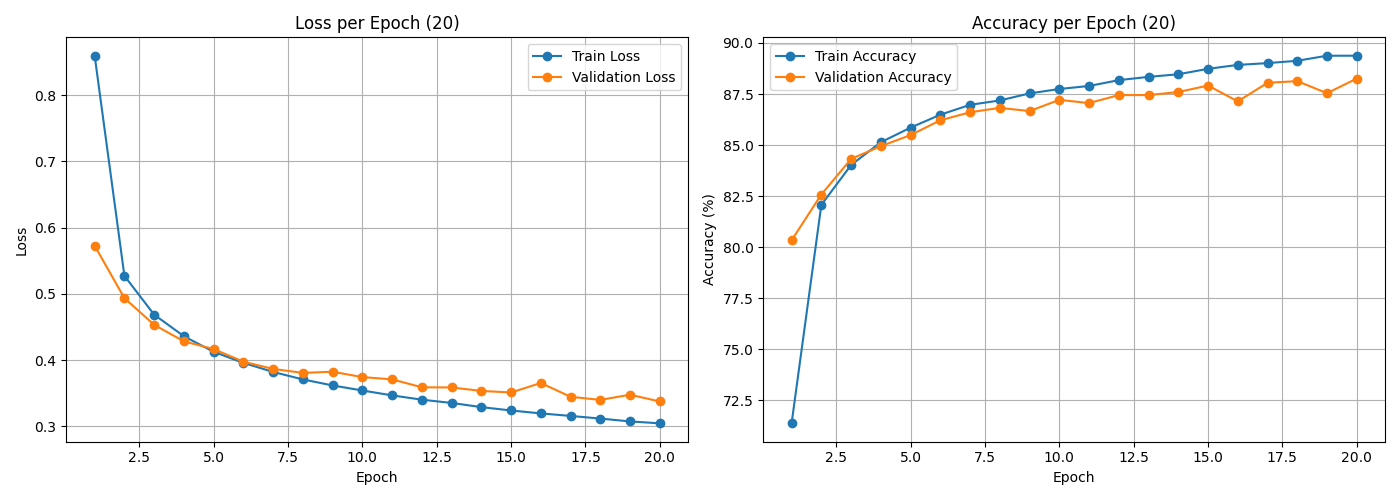 Loss per Epoch (20)
Train Loss
Validation Loss
Loss
0.8
0.7
0.6
0.5
0.4
0.3
2.5 5.0 7.5 10.0 12.5 15.0 17.5 20.0
Epoch
Accuracy per Epoch (20)
Train Accuracy
Validation Accuracy
Accuracy (%)
90.0
87.5
85.0
82.5
80.0
77.5
75.0
72.5
2.5 5.0 7.5 10.0 12.5 15.0 17.5 20.0
Epoch